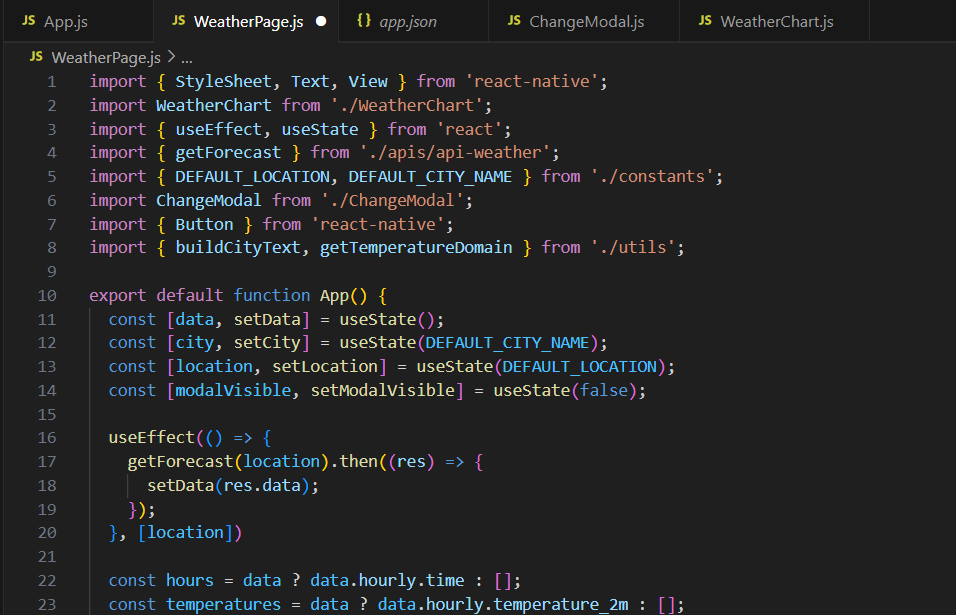 JS App.js JS WeatherPage.js ● {} app.json JS ChangeModal.js JS WeatherChart.js
JS WeatherPage.js > ...
1 import { StyleSheet, Text, View } from 'react-native';
2 import WeatherChart from './WeatherChart';
3 import { useEffect, useState } from 'react';
4 import { getForecast } from './apis/api-weather';
5 import { DEFAULT_LOCATION, DEFAULT_CITY_NAME } from './constants';
6 import ChangeModal from './ChangeModal';
7 import { Button } from 'react-native';
8 import { buildCityText, getTemperatureDomain } from './utils';
9
10 export default function App() {
11   const [data, setData] = useState();
12   const [city, setCity] = useState(DEFAULT_CITY_NAME);
13   const [location, setLocation] = useState(DEFAULT_LOCATION);
14   const [modalVisible, setModalVisible] = useState(false);
15
16   useEffect(() => {
17     getForecast(location).then((res) => {
18       setData(res.data);
19     });
20   }, [location])
21
22   const hours = data ? data.hourly.time : [];
23   const temperatures = data ? data.hourly.temperature_2m : [];